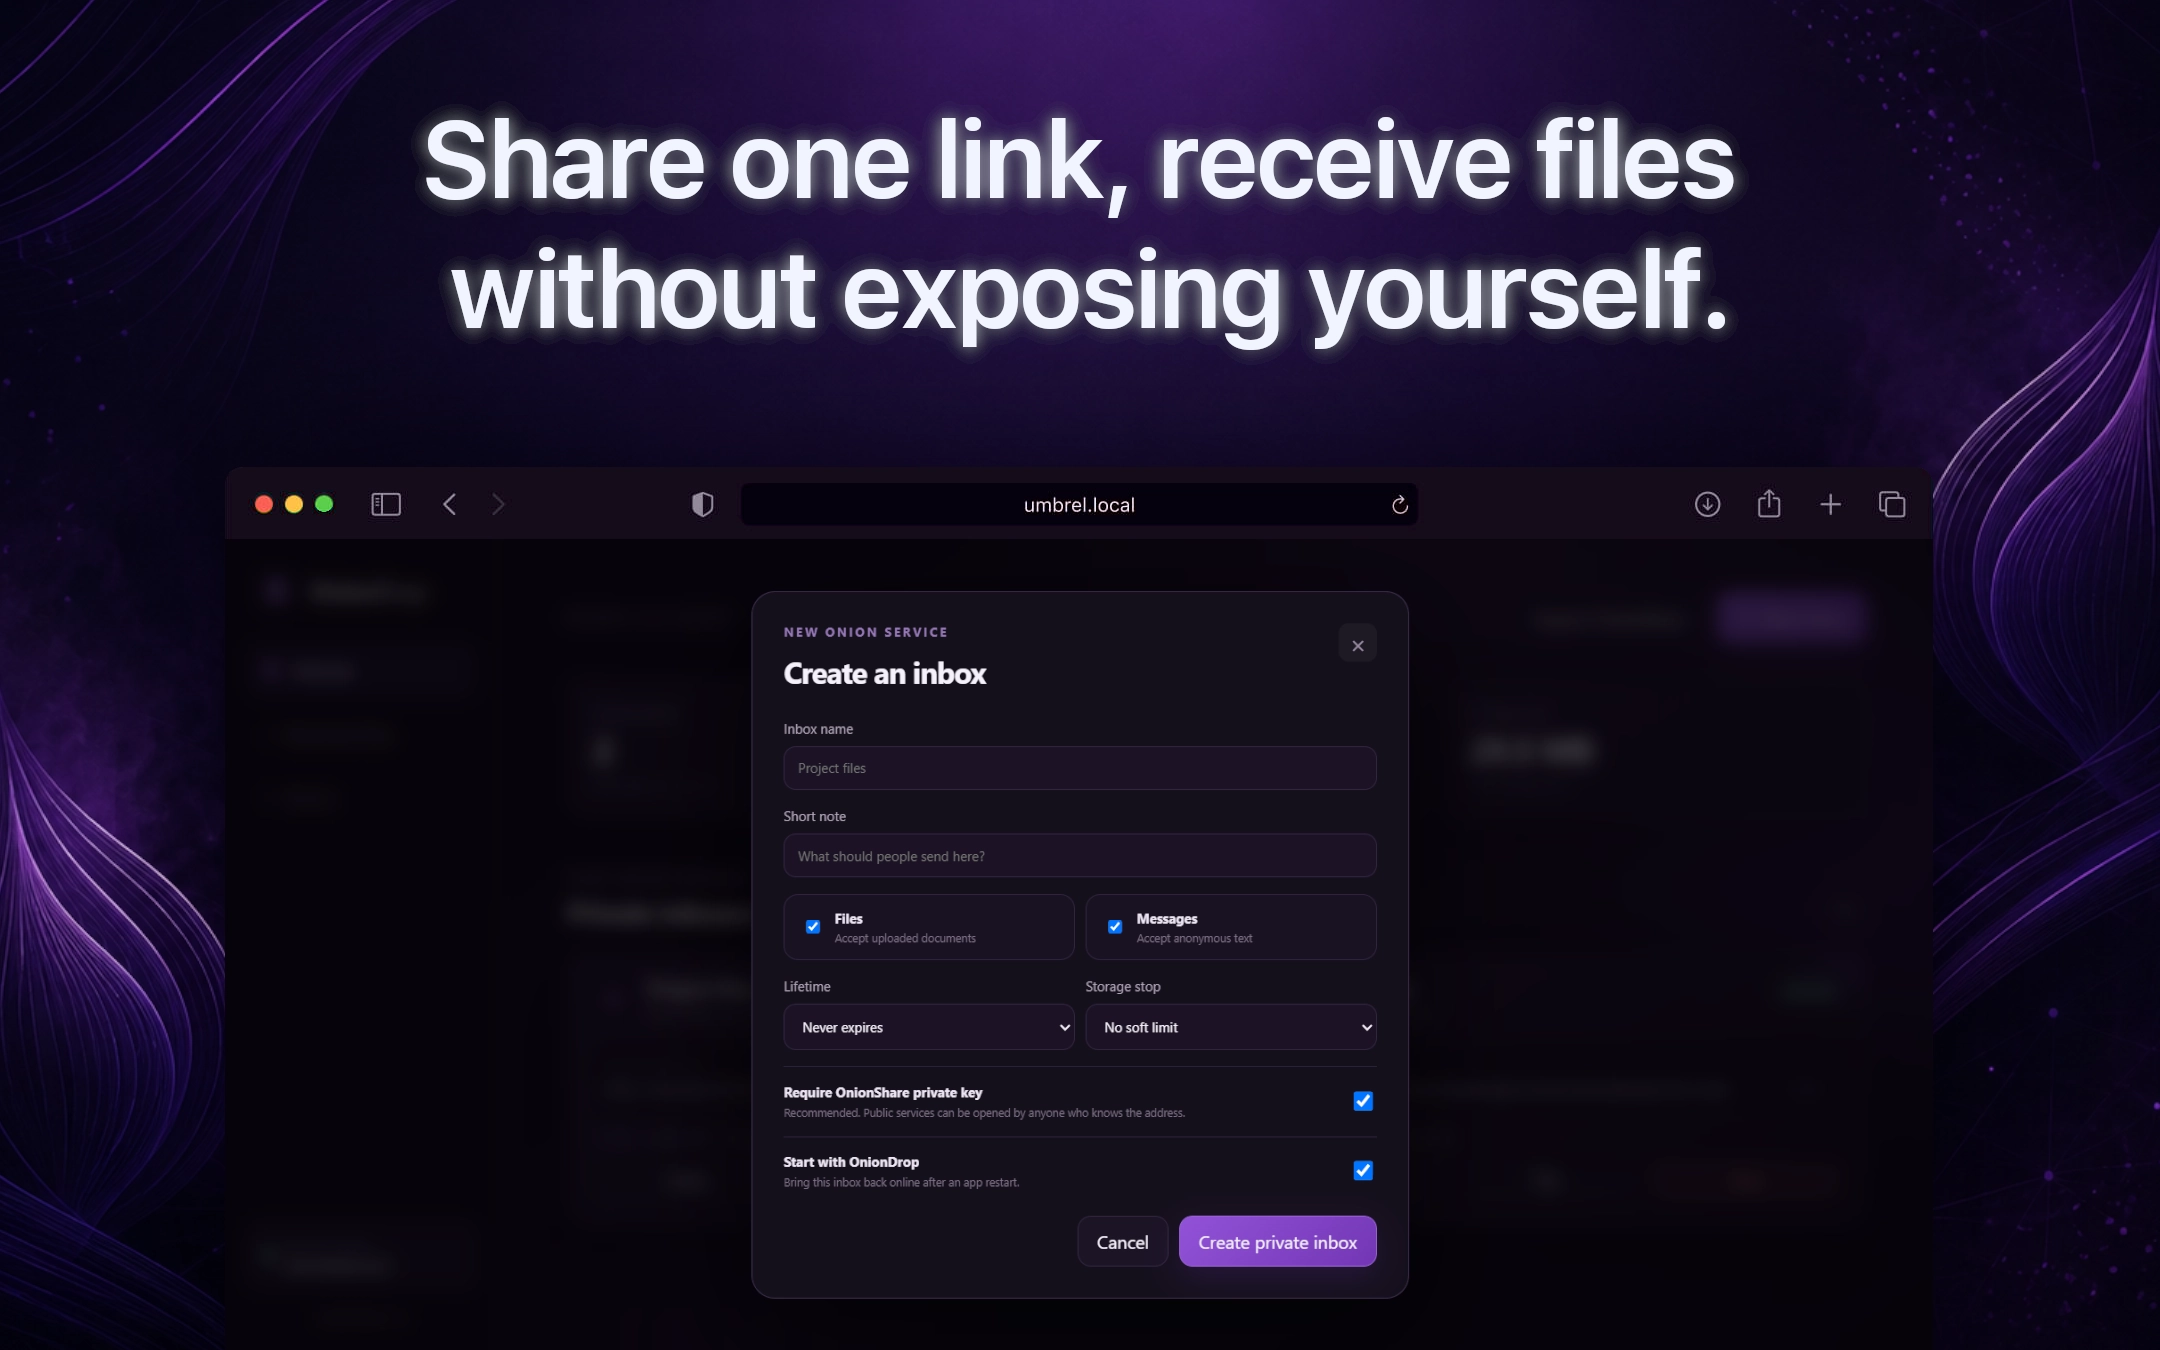 Share one link, receive files
without exposing yourself.
umbrel.local
NEW ONION SERVICE
Create an inbox
Inbox name
Project files
Short note
What should people send here?
Files
Accept uploaded documents
Messages
Accept anonymous text
Lifetime
Storage stop
Never expires
No soft limit
Require OnionShare private key
Recommended. Public services can be opened by anyone who knows the address.
Start with OnionDrop
Bring this inbox back online after an app restart.
Cancel
Create private inbox